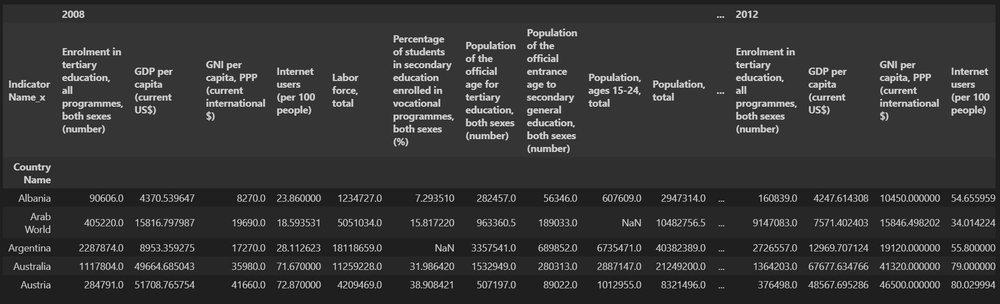 2008 ... 2012
Indicator Name_x Enrolment in tertiary education, all programmes, both sexes (number) GDP per capita (current US$) GNI per capita, PPP (current international $) Internet users (per 100 people) Labor force, total Percentage of students in secondary education enrolled in vocational programmes, both sexes (%) Population of the official age for tertiary education, both sexes (number) Population of the official entrance age to secondary general education, both sexes (number) Population, ages 15-24, total Population, total ... Enrolment in tertiary education, all programmes, both sexes (number) GDP per capita (current US$) GNI per capita, PPP (current international $) Internet users (per 100 people)
Country Name
Albania 90606.0 4370.539647 8270.0 23.860000 1234727.0 7.293510 282457.0 56346.0 607609.0 2947314.0 ... 160839.0 4247.614308 10450.000000 54.655959
Arab World 405220.0 15816.797987 19690.0 18.593531 5051034.0 15.817220 963360.5 189033.0 NaN 10482756.5 ... 9147083.0 7571.402403 15846.498202 34.014224
Argentina 2287874.0 8953.359275 17270.0 28.112623 18118659.0 NaN 3357541.0 689852.0 6735471.0 40382389.0 ... 2726557.0 12969.707124 19120.000000 55.800000
Australia 1117804.0 49664.685043 35980.0 71.670000 11259228.0 31.986420 1532949.0 280313.0 2887147.0 21249200.0 ... 1364203.0 67677.634766 41320.000000 79.000000
Austria 284791.0 51708.765754 41660.0 72.870000 4209469.0 38.908421 507197.0 89022.0 1012955.0 8321496.0 ... 376498.0 48567.695286 46500.000000 80.029994